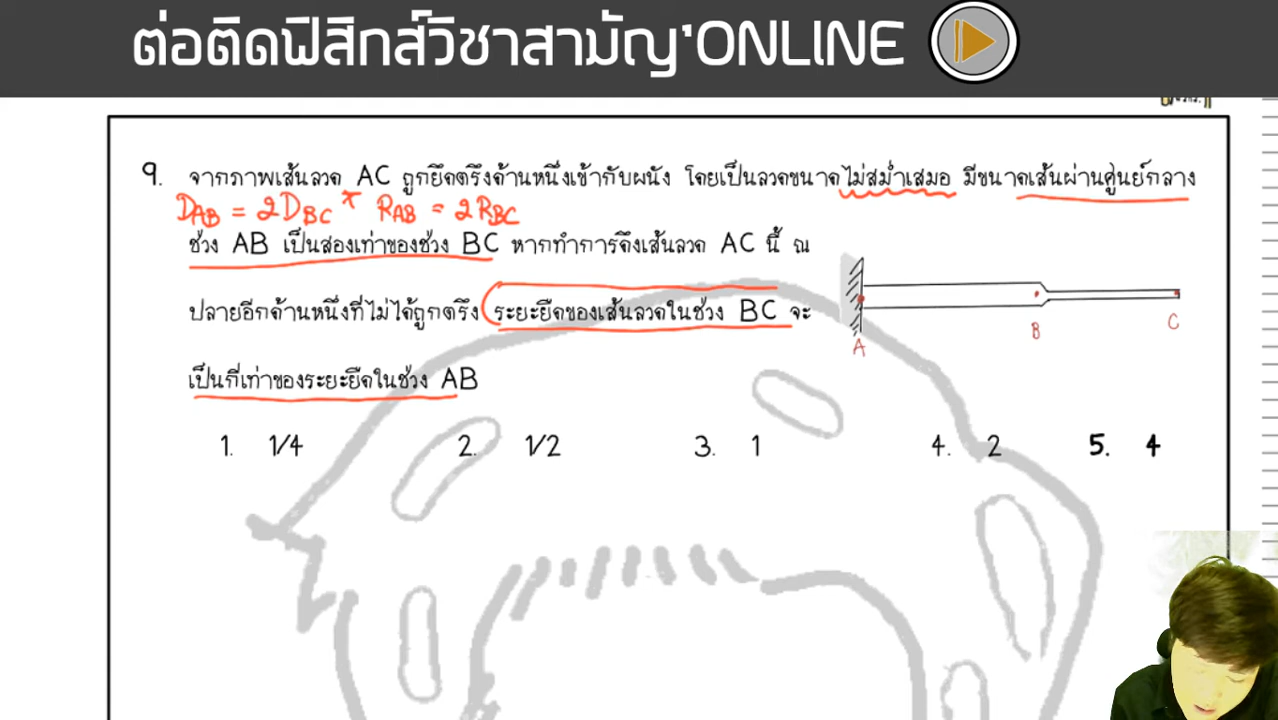 ต่อติดฟิสิกส์วิชาสามัญ'ONLINE
9. จากภาพเส้นลวด AC ถูกยึดตรึงด้านหนึ่งเข้ากับผนัง โดยเป็นลวดขนาดไม่สม่ำเสมอ มีขนาดเส้นผ่านศูนย์กลาง
D_AB = 2D_BC * R_AB = 2R_BC
ช่วง AB เป็นสองเท่าของช่วง BC หากทำการดึงเส้นลวด AC นี้ ณ
ปลายอีกด้านหนึ่งที่ไม่ได้ถูกตรึง ระยะยืดของเส้นลวดในช่วง BC จะ
เป็นกี่เท่าของระยะยืดในช่วง AB
A B C
1. 1/4 2. 1/2 3. 1 4. 2 5. 4